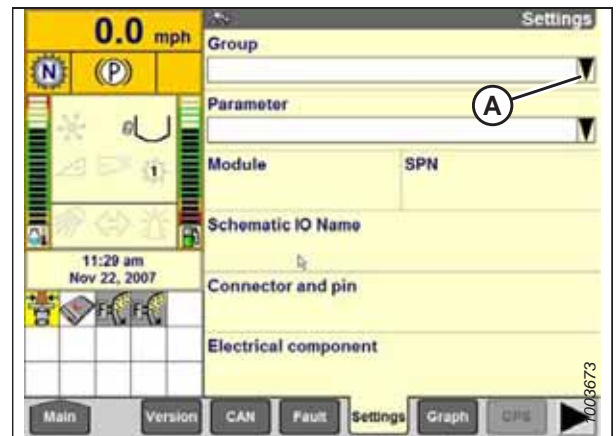 0.0 mph
Settings
Group
N
(P)
A
Parameter
1
Module
SPN
Schematic IO Name
11:29 am
Nov 22, 2007
Connector and pin
F
F
Electrical component
1003673
Main
Version
CAN
Fault
Settings
Graph
GPS